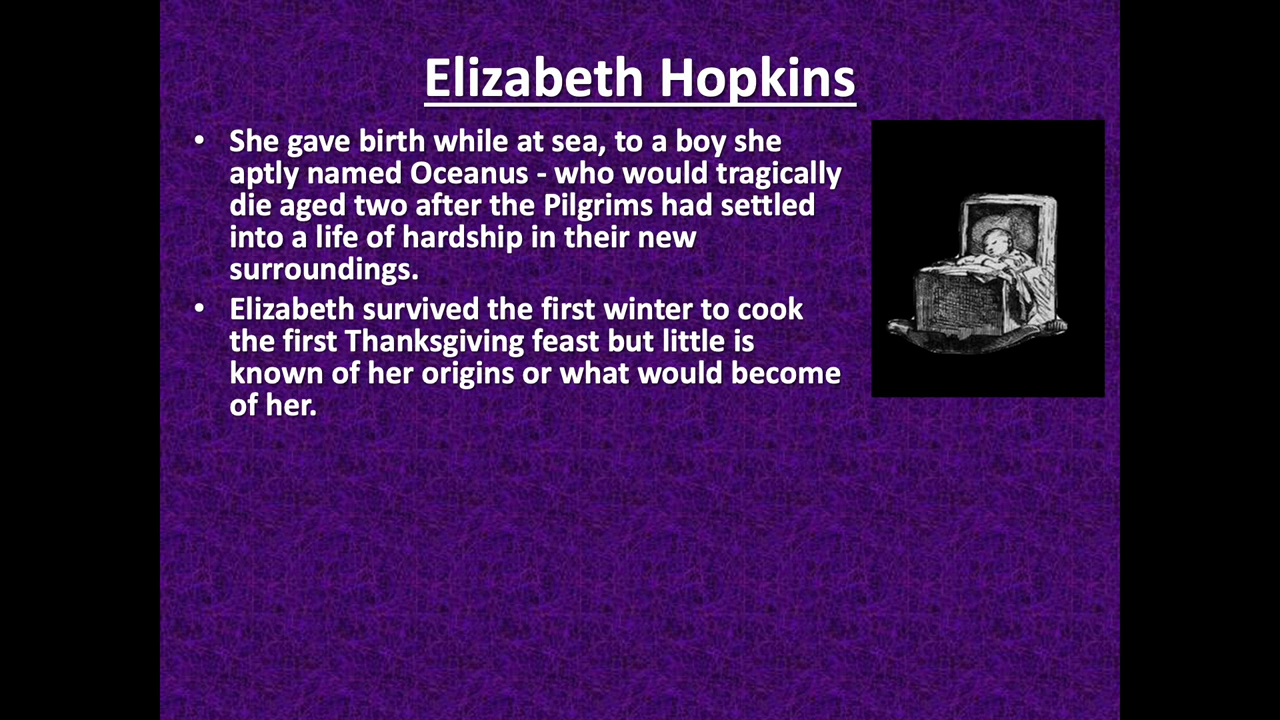 Elizabeth Hopkins
• She gave birth while at sea, to a boy she
aptly named Oceanus - who would tragically
die aged two after the Pilgrims had settled
into a life of hardship in their new
surroundings.
• Elizabeth survived the first winter to cook
the first Thanksgiving feast but little is
known of her origins or what would become
of her.